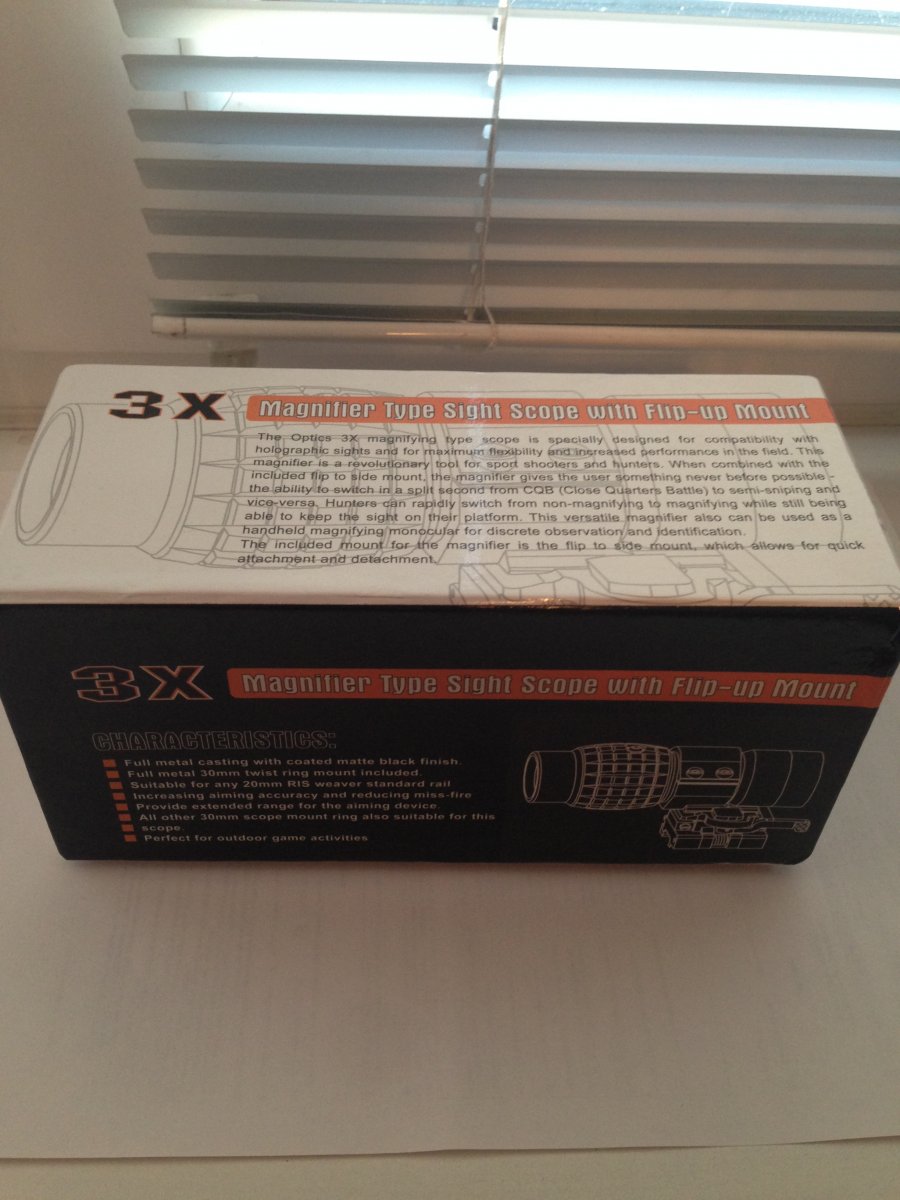 3X Magnifier Type Sight Scope with Flip-up Mount
The Optics 3X magnifying type scope is specially designed for compatibility with
holographic sights and for maximum flexibility and increased performance in the field. This
magnifier is a revolutionary tool for sport shooters and hunters. When combined with the
included flip to side mount, the magnifier gives the user something never before possible -
the ability to switch in a split second from CQB (Close Quarters Battle) to semi-sniping and
vice-versa. Hunters can rapidly switch from non-magnifying to magnifying while still being
able to keep the sight on their platform. This versatile magnifier also can be used as a
handheld magnifying monocular for discrete observation and identification.
The included mount for the magnifier is the flip to side mount, which allows for quick
attachment and detachment.
3X Magnifier Type Sight Scope with Flip-up Mount
CHARACTERISTICS:
Full metal casting with coated matte black finish.
Full metal 30mm twist ring mount included.
Suitable for any 20mm RIS weaver standard rail
Increasing aiming accuracy and reducing miss-fire
Provide extended range for the aiming device.
All other 30mm scope mount ring also suitable for this
scope.
Perfect for outdoor game activities